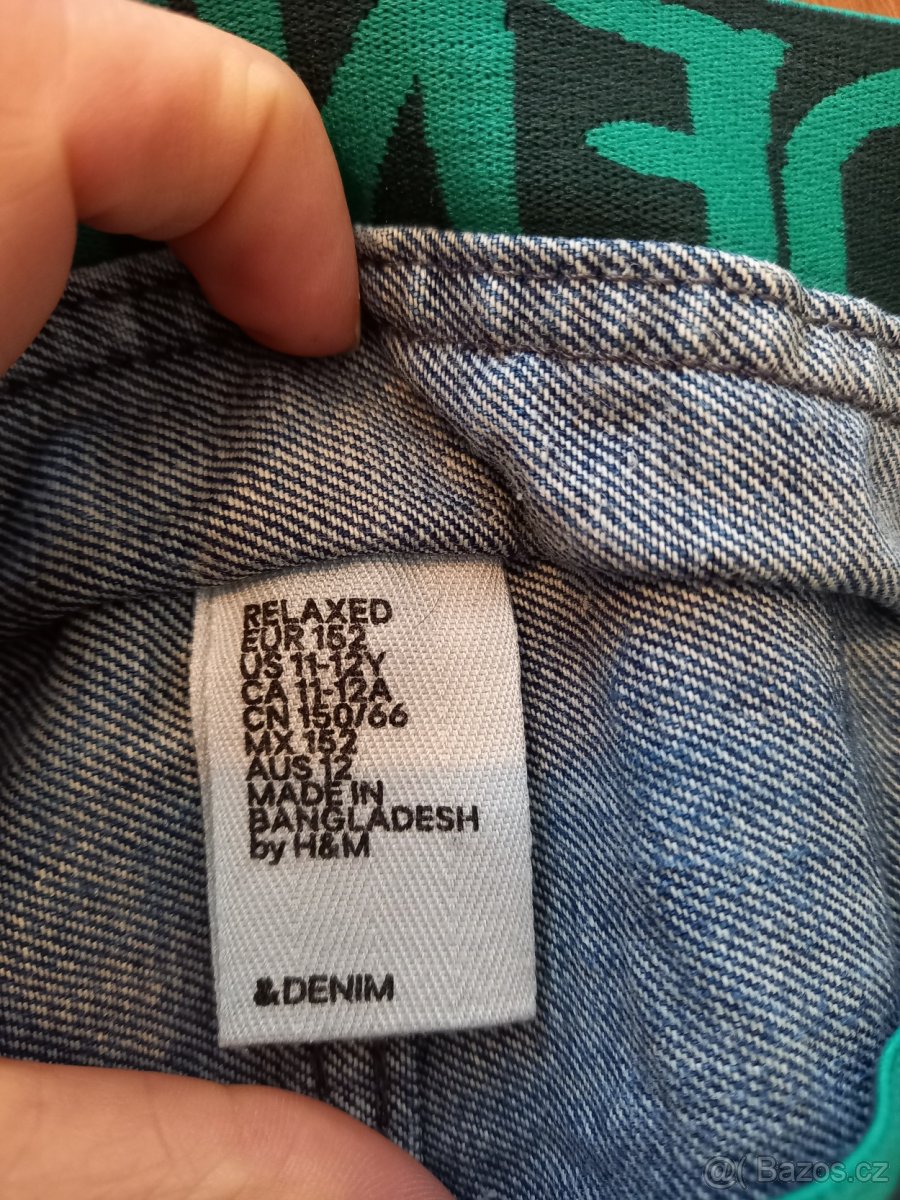 RELAXED
EUR 152
US 11-12Y
CA 11-12A
CN 150/66
MX 152
AUS 12
MADE IN
BANGLADESH
by H&M
&DENIM
@( Bazos.cz